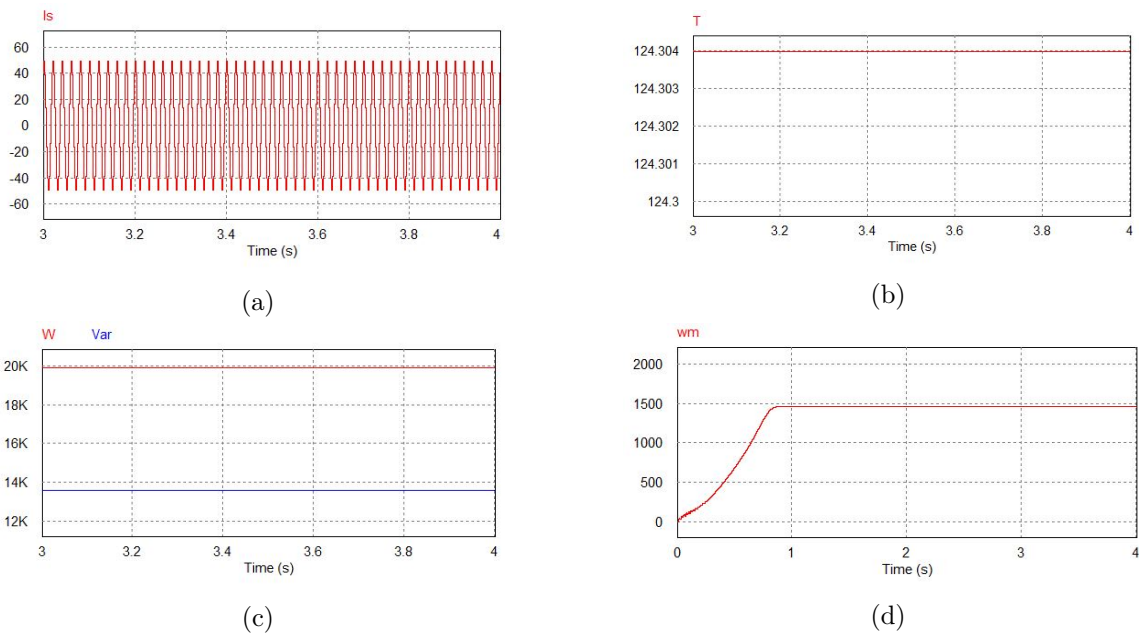 Is
60
40
20
0
-20
-40
-60
3 3.2 3.4 3.6 3.8 4
Time (s)
(a)
T
124.304
124.303
124.302
124.301
124.3
3 3.2 3.4 3.6 3.8 4
Time (s)
(b)
W Var
20K
18K
16K
14K
12K
3 3.2 3.4 3.6 3.8 4
Time (s)
(c)
wm
2000
1500
1000
500
0
0 1 2 3 4
Time (s)
(d)